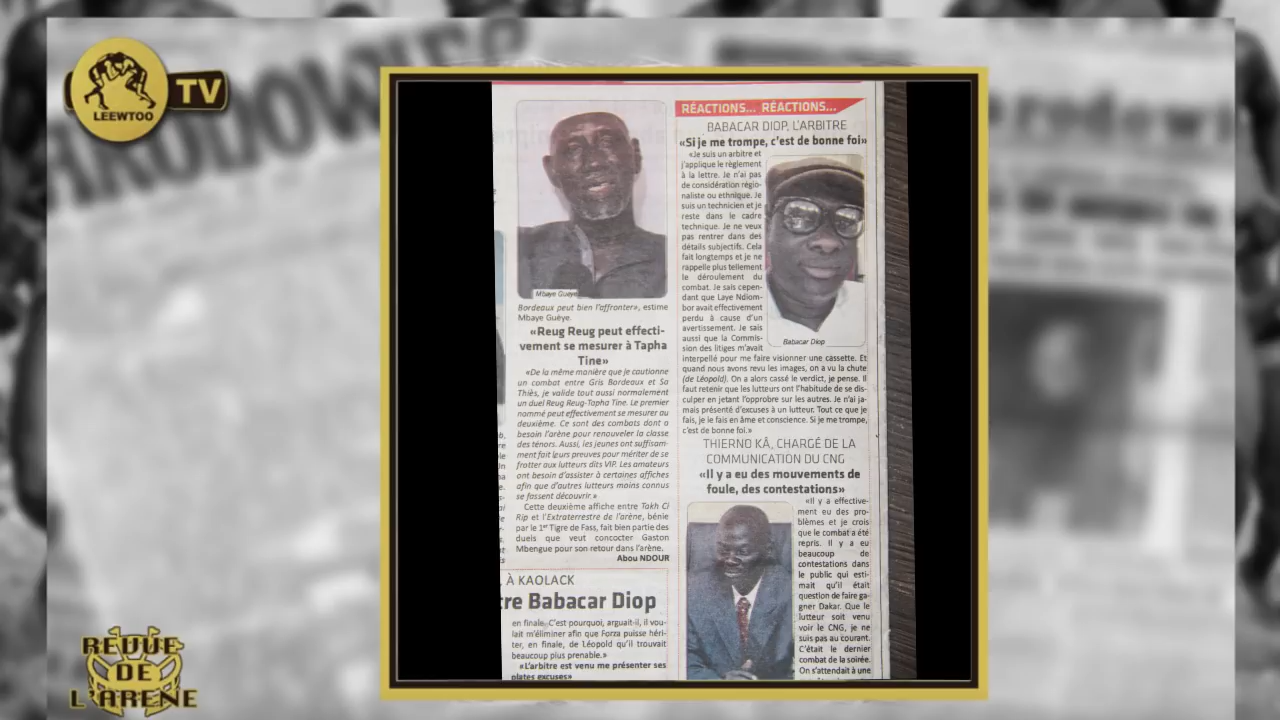 LEEWTOO
TV
REVUE
DE
L'ARENE
Mbaye Guèye
Bordeaux peut bien l'affronter», estime
Mbaye Guèye.
«Reug Reug peut effecti-
vement se mesurer à Tapha
Tine»
«De la même manière que je cautionne
un combat entre Gris Bordeaux et Sa
Thiès, je valide tout aussi normalement
un duel Reug Reug-Tapha Tine. Le premier
nommé peut effectivement se mesurer au
deuxième. Ce sont des combats dont a
besoin l'arène pour renouveler la classe
des ténors. Aussi, les jeunes ont suffisam-
ment fait leurs preuves pour mériter de se
frotter aux lutteurs dits VIP. Les amateurs
ont besoin d'assister à certaines affiches
afin que d'autres lutteurs moins connus
se fassent découvrir.»
Cette deuxième affiche entre Takh Ci
Rip et l'Extraterrestre de l'arène, bénie
par le 1er Tigre de Fass, fait bien partie des
duels que veut concocter Gaston
Mbengue pour son retour dans l'arène.
Abou NDOUR
, À KAOLACK
tre Babacar Diop
en finale. C'est pourquoi, arguait-il, il vou-
lait m'éliminer afin que Forza puisse héri-
ter, en finale, de Léopold qu'il trouvait
beaucoup plus prenable.»
«L'arbitre est venu me présenter ses
plates excuses»
RÉACTIONS... RÉACTIONS...
BABACAR DIOP, L'ARBITRE
«Si je me trompe, c'est de bonne foi»
«Je suis un arbitre et
j'applique le règlement
à la lettre. Je n'ai pas
de considération régio-
naliste ou ethnique. Je
suis un technicien et je
reste dans le cadre
technique. Je ne veux
pas rentrer dans des
détails subjectifs. Cela
fait longtemps et je ne
rappelle plus tellement
le déroulement du
combat. Je sais cepen-
dant que Laye Ndiom-
bor avait effectivement
perdu à cause d'un
avertissement. Je sais
aussi que la Commis-
sion des litiges m'avait
interpellé pour me faire visionner une cassette. Et
quand nous avons revu les images, on a vu la chute
(de Léopold). On a alors cassé le verdict, je pense. Il
faut retenir que les lutteurs ont l'habitude de se dis-
culper en jetant l'opprobre sur les autres. Je n'ai ja-
mais présenté d'excuses à un lutteur. Tout ce que je
fais, je le fais en âme et conscience. Si je me trompe,
c'est de bonne foi.»
Babacar Diop
THIERNO KÂ, CHARGÉ DE LA
COMMUNICATION DU CNG
«Il y a eu des mouvements de
foule, des contestations»
«Il y a effective-
ment eu des pro-
blèmes et je crois
que le combat a été
repris. Il y a eu
beaucoup de
contestations dans
le public qui esti-
mait qu'il était
question de faire ga-
gner Dakar. Que le
lutteur soit venu
voir le CNG, je ne
suis pas au courant.
C'était le dernier
combat de la soirée.
On s'attendait à une